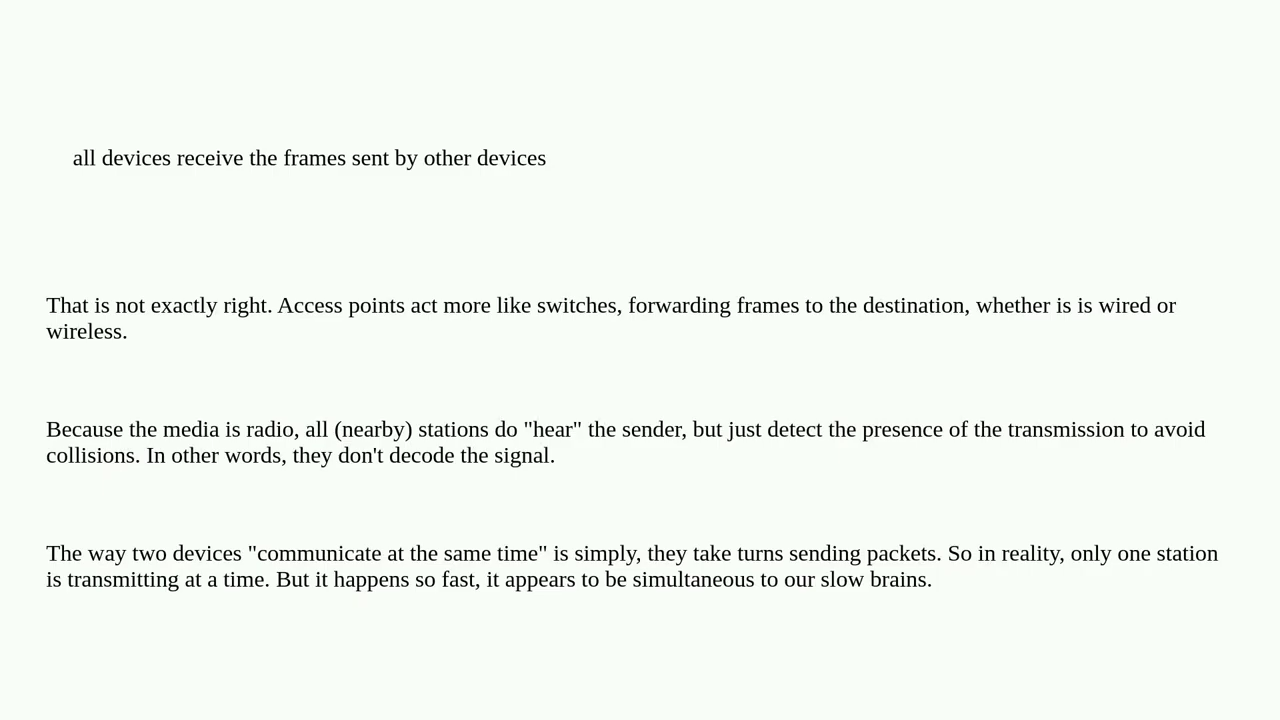 all devices receive the frames sent by other devices
That is not exactly right. Access points act more like switches, forwarding frames to the destination, whether is is wired or
wireless.
Because the media is radio, all (nearby) stations do "hear" the sender, but just detect the presence of the transmission to avoid
collisions. In other words, they don't decode the signal.
The way two devices "communicate at the same time" is simply, they take turns sending packets. So in reality, only one station
is transmitting at a time. But it happens so fast, it appears to be simultaneous to our slow brains.